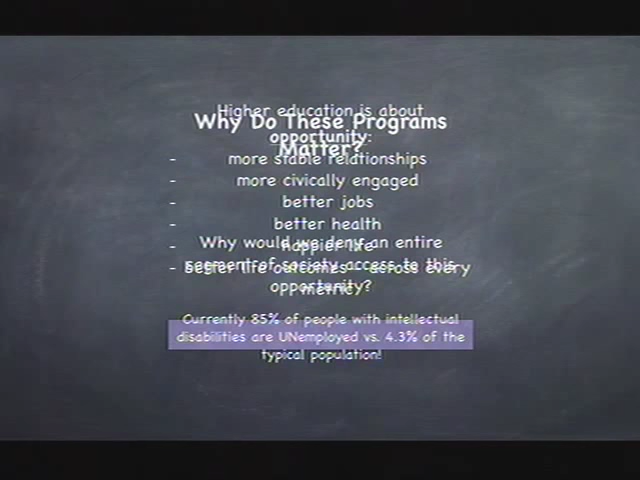 Higher education is about
Why Do These Programs
opportunity:
Matter?
- more stable relationships
- more civically engaged
- better jobs
- better health
- happier life
Why would we deny an entire
segment of society access to this
- better life outcomes - across every
opportunity?
metric
Currently 85% of people with intellectual
disabilities are UNemployed vs. 4.3% of the
typical population!